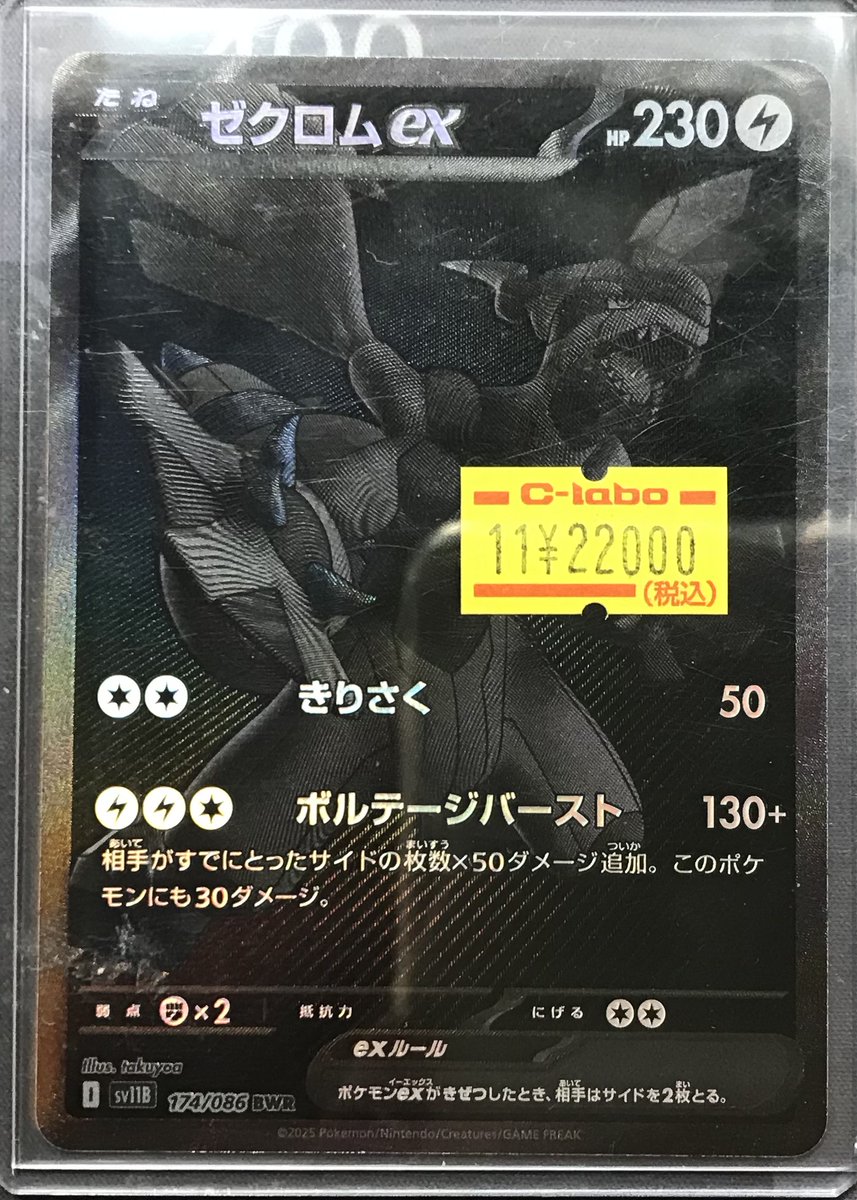 たね ゼクロムex HP230
C-labo
11¥22000
(税込)
きりさく 50
ボルテージバースト 130+
相手がすでにとったサイドの枚数×50ダメージ追加。このポケ
モンにも30ダメージ。
弱点 ×2 抵抗力 にげる
exルール
ポケモンexがきぜつしたとき、相手はサイドを2枚とる。
illus. takuyoa
I sv11B 174/086 BWR
©2025 Pokémon/Nintendo/Creatures/GAME FREAK